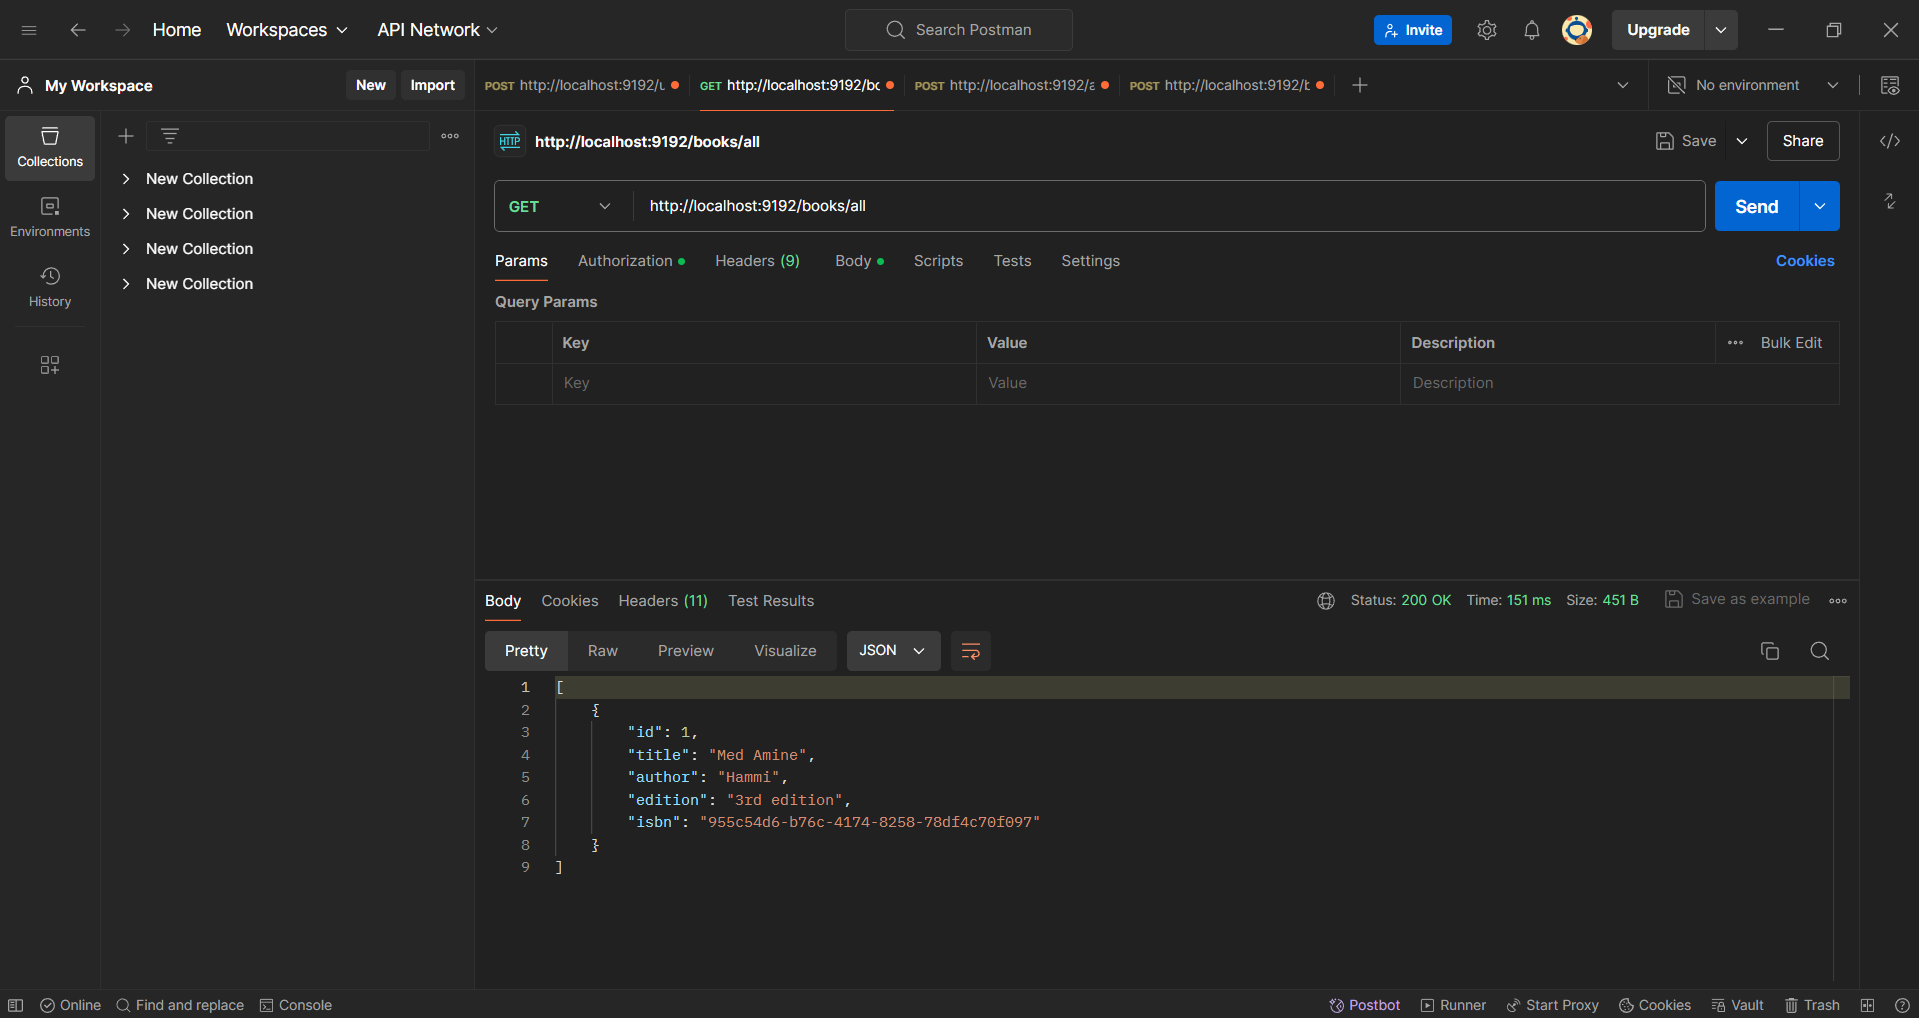 Home Workspaces API Network Search Postman Invite Upgrade
My Workspace New Import POST http://localhost:9192/u GET http://localhost:9192/bo POST http://localhost:9192/a POST http://localhost:9192/b No environment
Collections
Environments
History
New Collection
New Collection
New Collection
New Collection
HTTP http://localhost:9192/books/all Save Share
GET http://localhost:9192/books/all Send
Params Authorization Headers (9) Body Scripts Tests Settings Cookies
Query Params
Key Value Description Bulk Edit
Key Value Description
Body Cookies Headers (11) Test Results Status: 200 OK Time: 151 ms Size: 451 B Save as example
Pretty Raw Preview Visualize JSON
1 [
2 {
3 "id": 1,
4 "title": "Med Amine",
5 "author": "Hammi",
6 "edition": "3rd edition",
7 "isbn": "955c54d6-b76c-4174-8258-78df4c70f097"
8 }
9 ]
Online Find and replace Console Postbot Runner Start Proxy Cookies Vault Trash